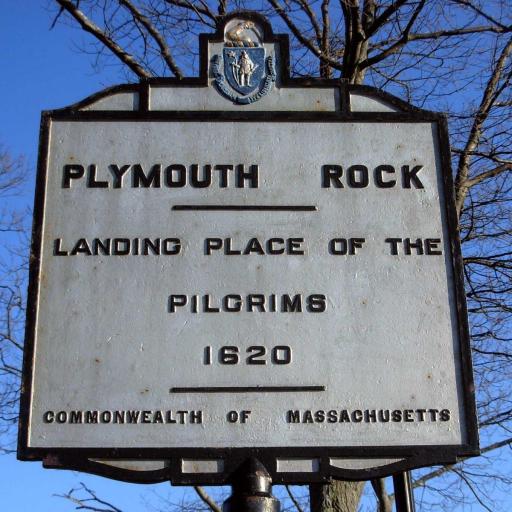 PLYMOUTH ROCK
LANDING PLACE OF THE
PILGRIMS
1620
COMMONWEALTH OF MASSACHUSETTS